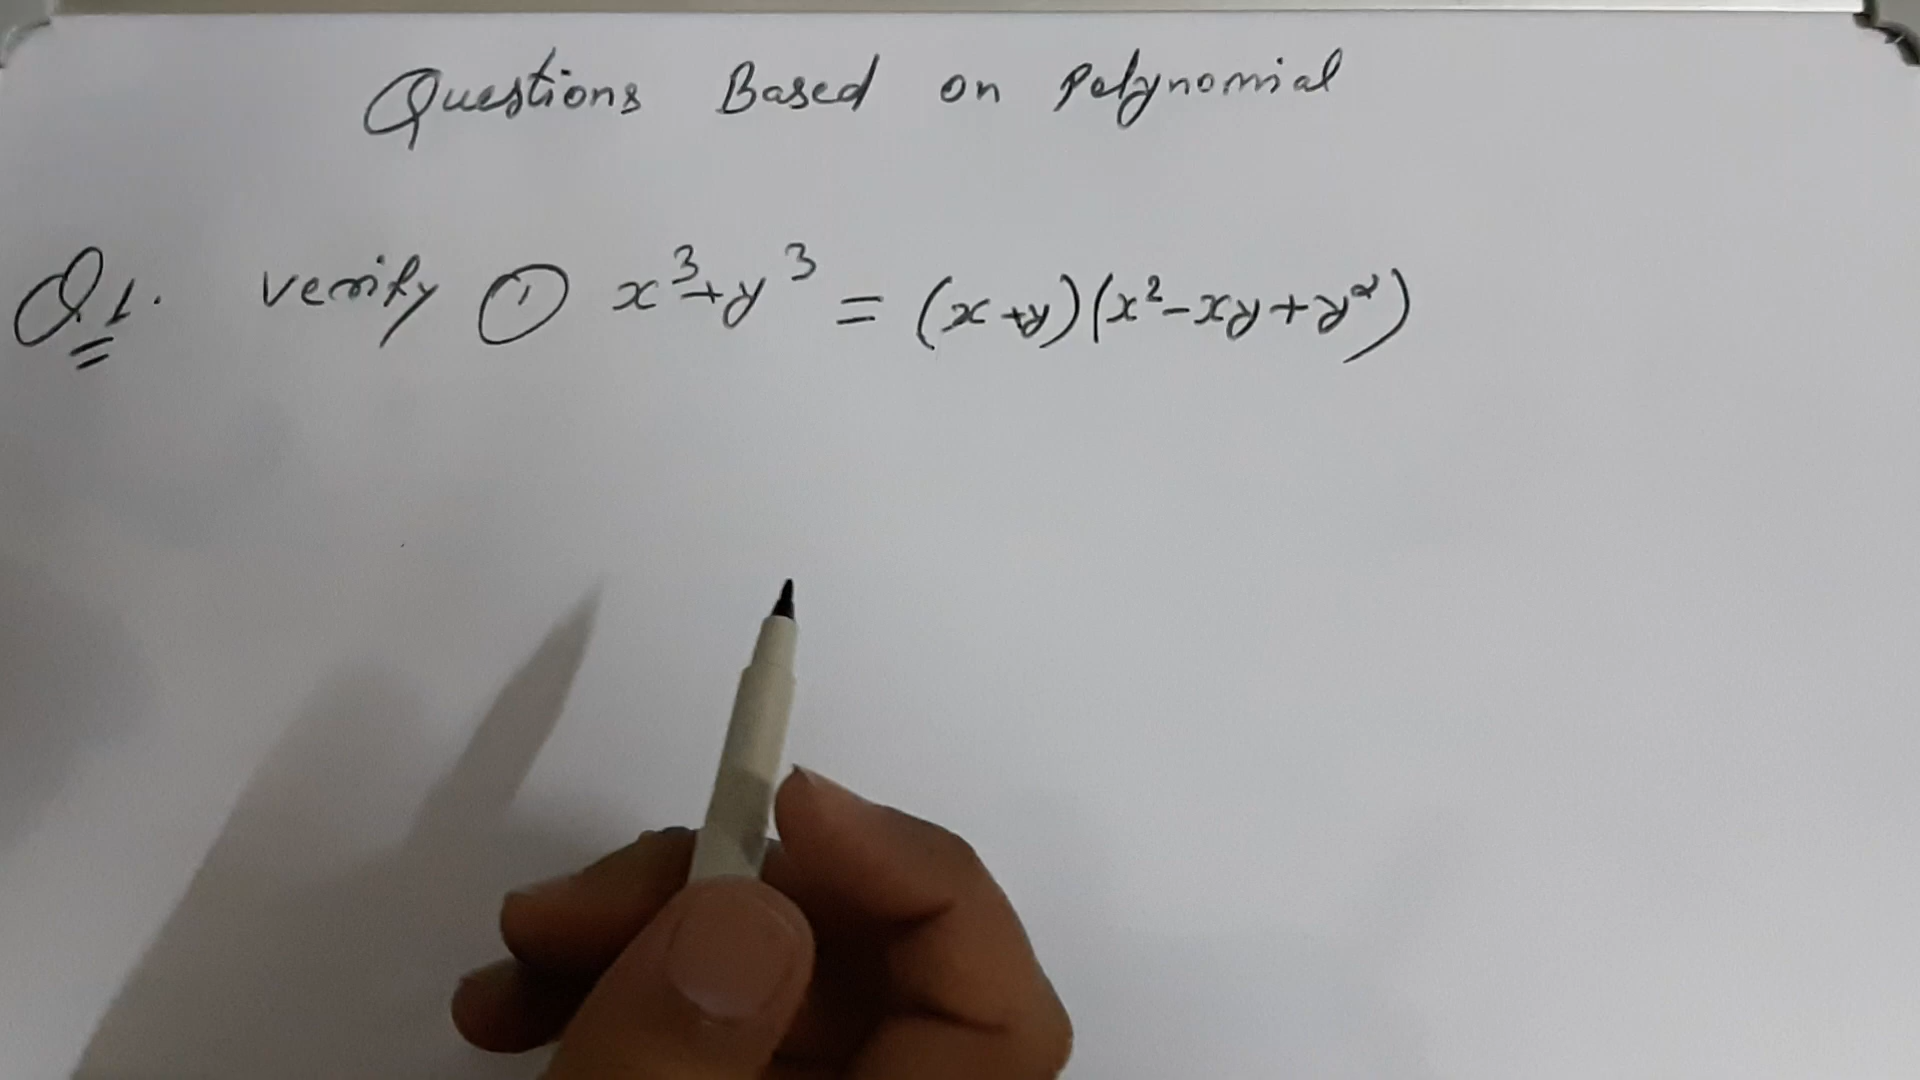 Questions Based on Polynomial
Q1. verify ① x³+y³ = (x+y)(x²-xy+y²)